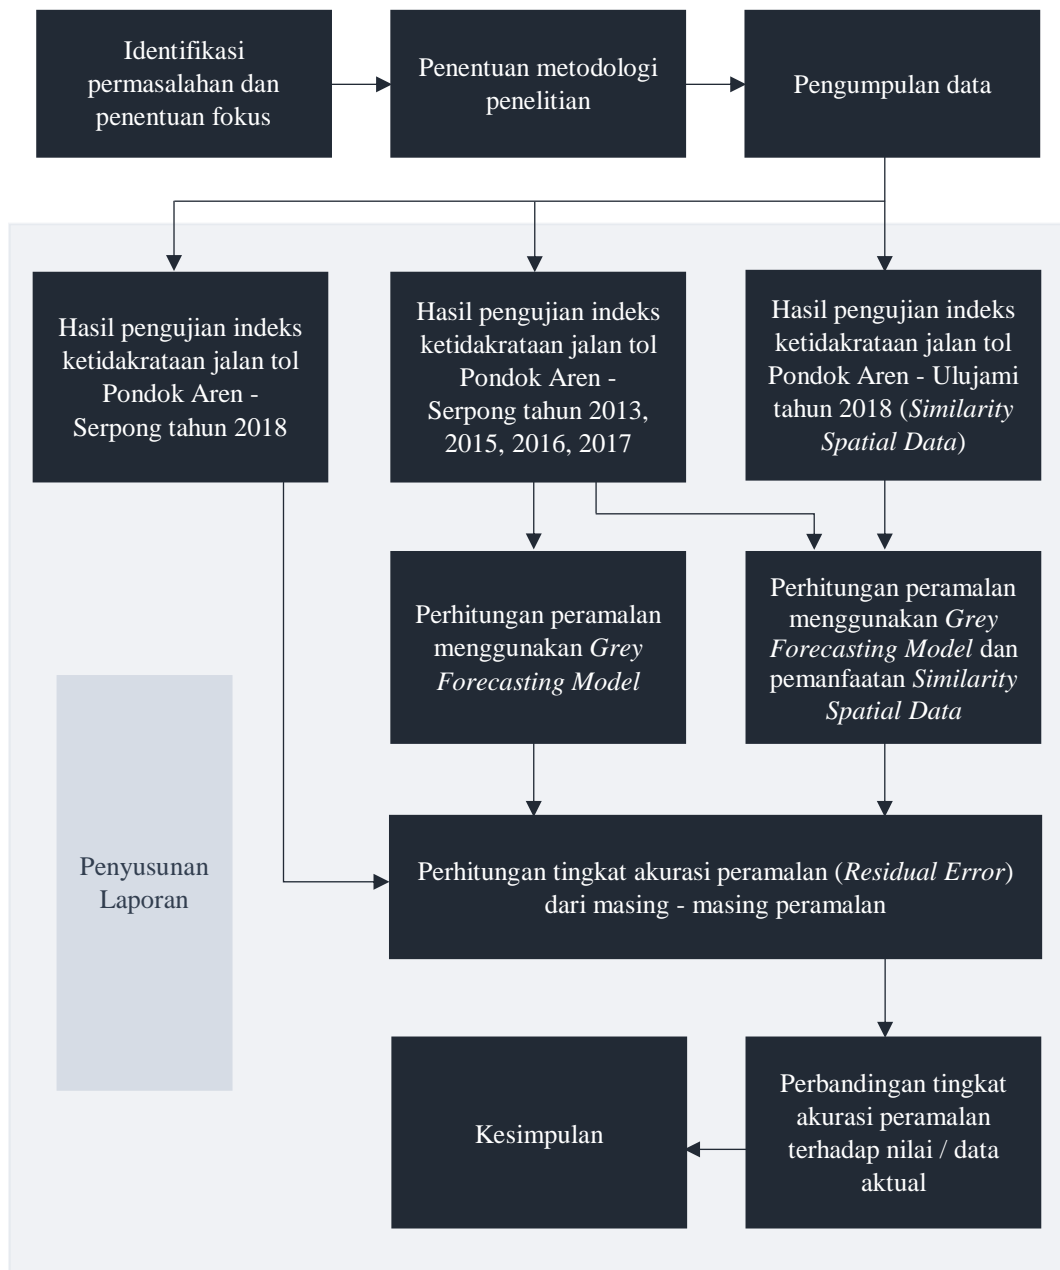 Identifikasi
permasalahan dan
penentuan fokus
Penentuan metodologi
penelitian
Pengumpulan data
Hasil pengujian indeks
ketidakrataan jalan tol
Pondok Aren -
Serpong tahun 2018
Hasil pengujian indeks
ketidakrataan jalan tol
Pondok Aren -
Serpong tahun 2013,
2015, 2016, 2017
Hasil pengujian indeks
ketidakrataan jalan tol
Pondok Aren - Ulujami
tahun 2018 (Similarity
Spatial Data)
Perhitungan peramalan
menggunakan Grey
Forecasting Model
Perhitungan peramalan
menggunakan Grey
Forecasting Model dan
pemanfaatan Similarity
Spatial Data
Penyusunan
Laporan
Perhitungan tingkat akurasi peramalan (Residual Error)
dari masing - masing peramalan
Kesimpulan
Perbandingan tingkat
akurasi peramalan
terhadap nilai / data
aktual